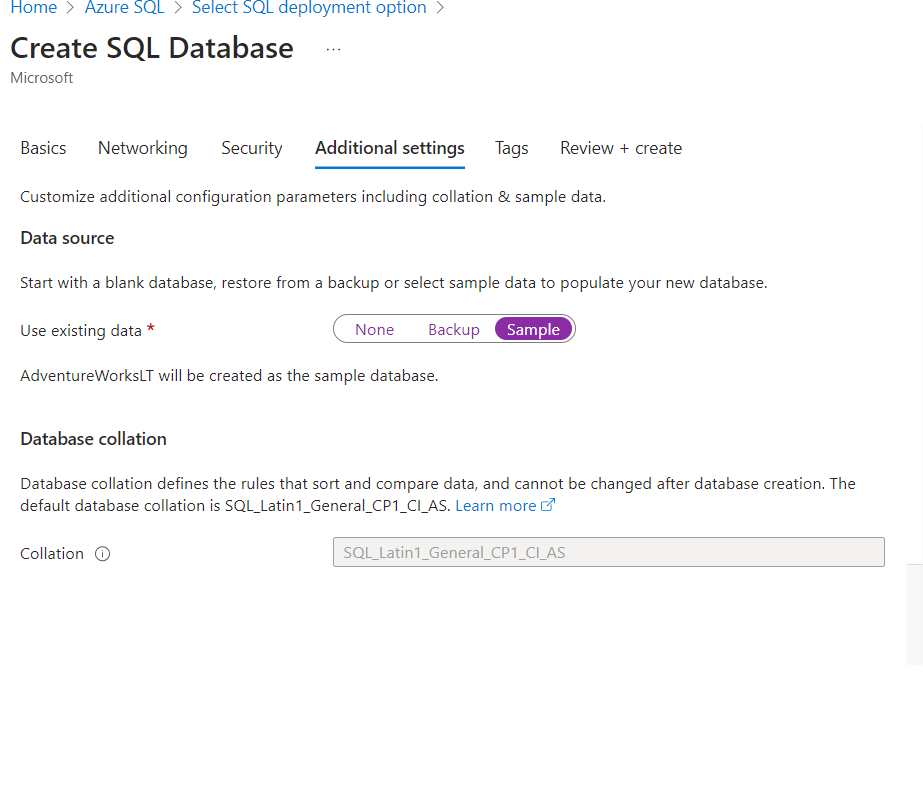 Home > Azure SQL > Select SQL deployment option >
Create SQL Database ...
Microsoft
Basics Networking Security Additional settings Tags Review + create
Customize additional configuration parameters including collation & sample data.
Data source
Start with a blank database, restore from a backup or select sample data to populate your new database.
Use existing data * None Backup Sample
AdventureWorksLT will be created as the sample database.
Database collation
Database collation defines the rules that sort and compare data, and cannot be changed after database creation. The
default database collation is SQL_Latin1_General_CP1_CI_AS. Learn more
Collation SQL_Latin1_General_CP1_CI_AS